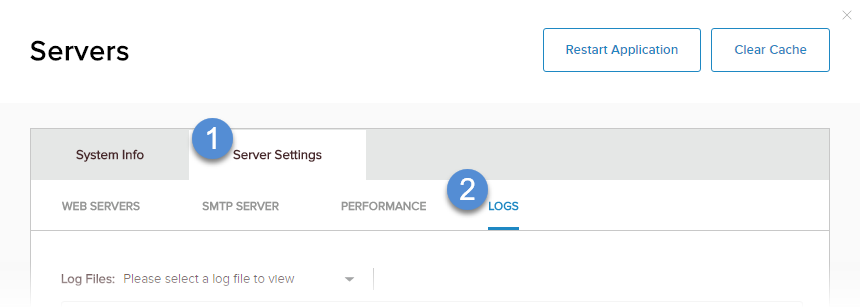 Servers
Restart Application
Clear Cache
System Info
1
Server Settings
WEB SERVERS
SMTP SERVER
PERFORMANCE
2
LOGS
Log Files: Please select a log file to view